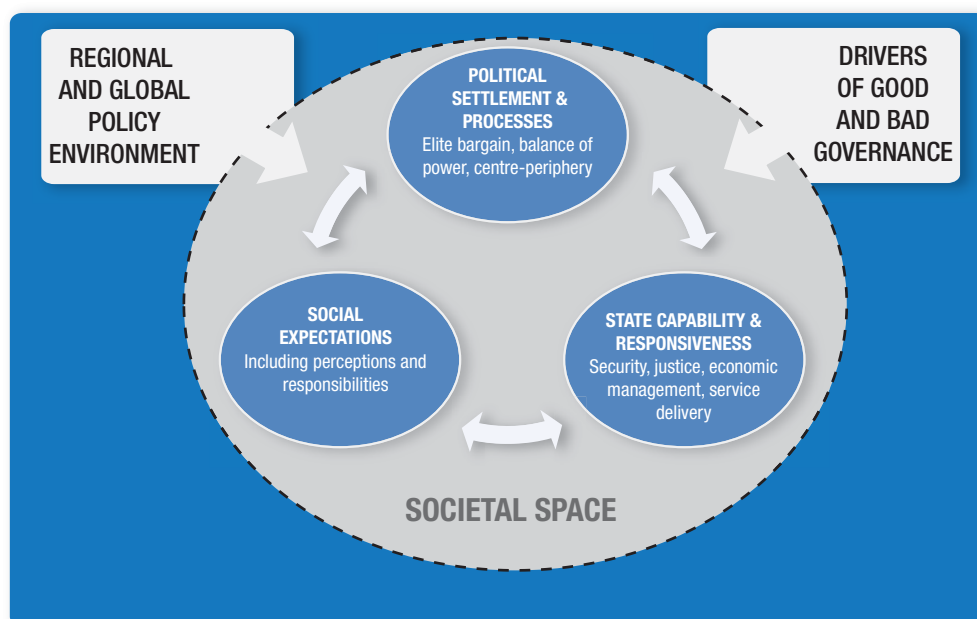 REGIONAL
AND GLOBAL
POLICY
ENVIRONMENT
POLITICAL
SETTLEMENT &
PROCESSES
Elite bargain, balance of
power, centre-periphery
DRIVERS
OF GOOD
AND BAD
GOVERNANCE
SOCIAL
EXPECTATIONS
Including perceptions and
responsibilities
STATE CAPABILITY &
RESPONSIVENESS
Security, justice, economic
management, service
delivery
SOCIETAL SPACE